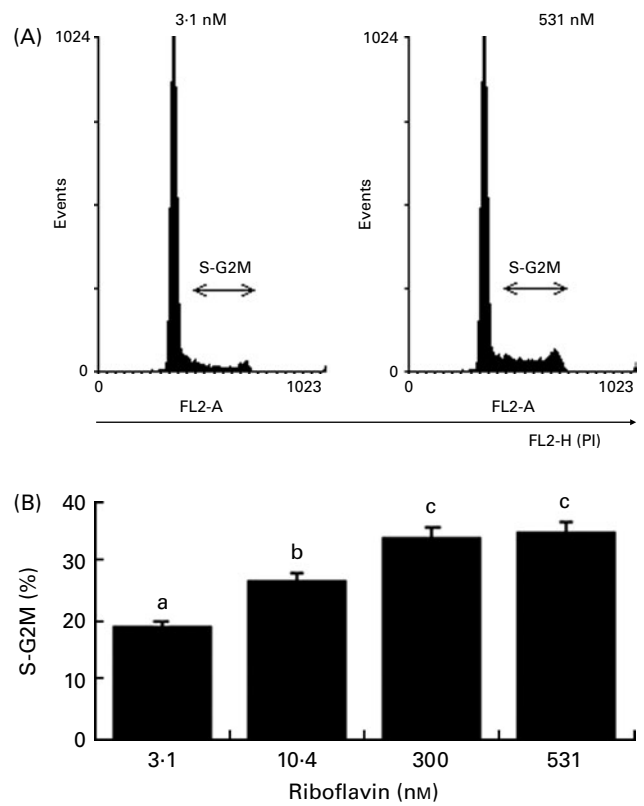 (A)
3·1 nM
531 nM
1024
1024
Events
Events
S-G2M
S-G2M
0
0
0
1023
0
1023
FL2-A
FL2-A
FL2-H (PI)
(B)
40
30
20
10
0
S-G2M (%)
a
b
c
c
3·1
10·4
300
531
Riboflavin (nM)